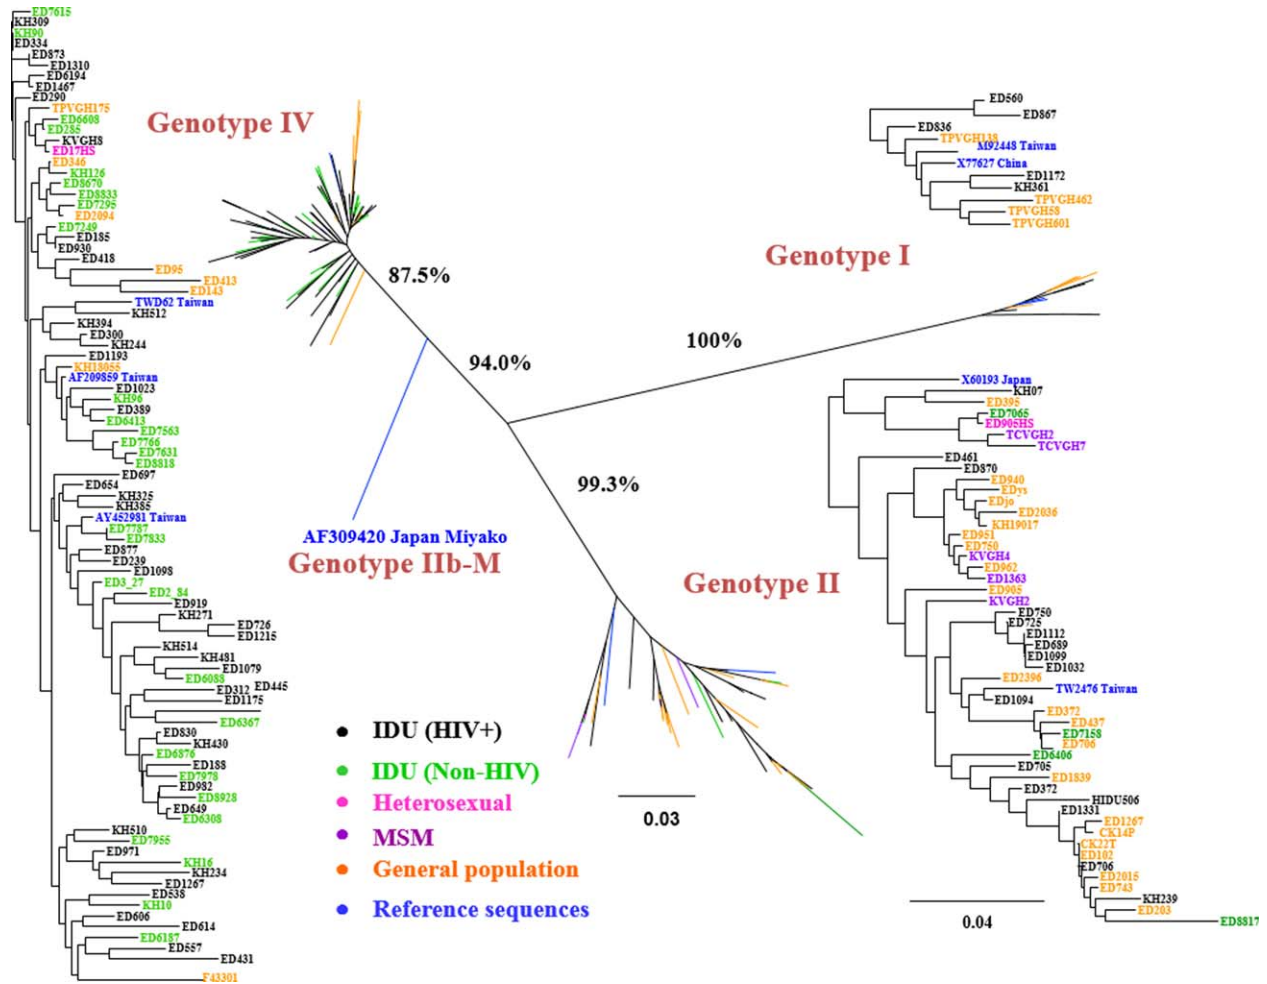 ED7615
KH309
KH90
ED334
ED873
ED1310
ED6194
ED1467
ED290
TPVGH175
ED6608
ED285
KVGH8
ED17HS
ED346
KH126
ED8670
ED8833
ED7295
ED2094
ED7249
ED185
ED930
ED418
ED95
ED413
ED143
TWD62 Taiwan
KH512
KH394
ED300
KH244
ED1193
KH18055
AF209859 Taiwan
ED1023
KH96
ED389
ED6413
ED7563
ED7766
ED7631
ED8818
ED697
ED654
KH325
KH385
AY452981 Taiwan
ED7787
ED7833
ED877
ED239
ED1098
ED3_27
ED2_84
ED919
KH271
ED726
ED1215
KH514
KH481
ED1079
ED6088
ED312
ED445
ED1175
ED6367
ED830
KH430
ED6876
ED188
ED7978
ED982
ED8928
ED649
ED6308
KH510
ED7955
ED971
KH16
KH234
ED1267
ED538
KH10
ED606
ED614
ED6187
ED557
ED431
F43301
Genotype IV
87.5%
94.0%
100%
99.3%
AF309420 Japan Miyako
Genotype IIb-M
Genotype II
0.03
IDU (HIV+)
IDU (Non-HIV)
Heterosexual
MSM
General population
Reference sequences
Genotype I
ED560
ED867
ED836
TPVGH138
M92448 Taiwan
X77627 China
ED1172
KH361
TPVGH462
TPVGH58
TPVGH601
X60193 Japan
KH07
ED395
ED7065
ED905HS
TCVGH2
TCVGH7
ED461
ED870
ED940
EDys
EDjo
ED2036
KH19017
ED951
ED750
KVGH4
ED962
ED1363
ED905
KVGH2
ED750
ED725
ED1112
ED689
ED1099
ED1032
ED2396
TW2476 Taiwan
ED1094
ED372
ED437
ED7158
ED706
ED6406
ED705
ED1839
ED372
HIDU506
ED1331
ED1267
CK14P
CK22T
ED102
ED706
ED2015
ED743
KH239
ED203
ED8817
0.04